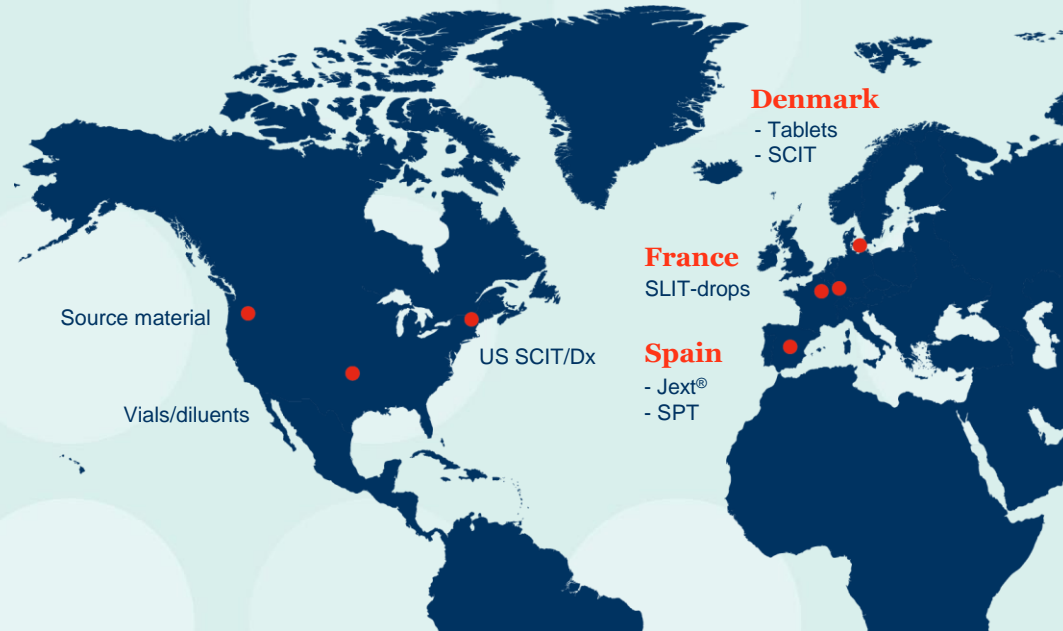 Denmark
- Tablets
- SCIT
France
SLIT-drops
Source material
US SCIT/Dx
Spain
- Jext®
- SPT
Vials/diluents